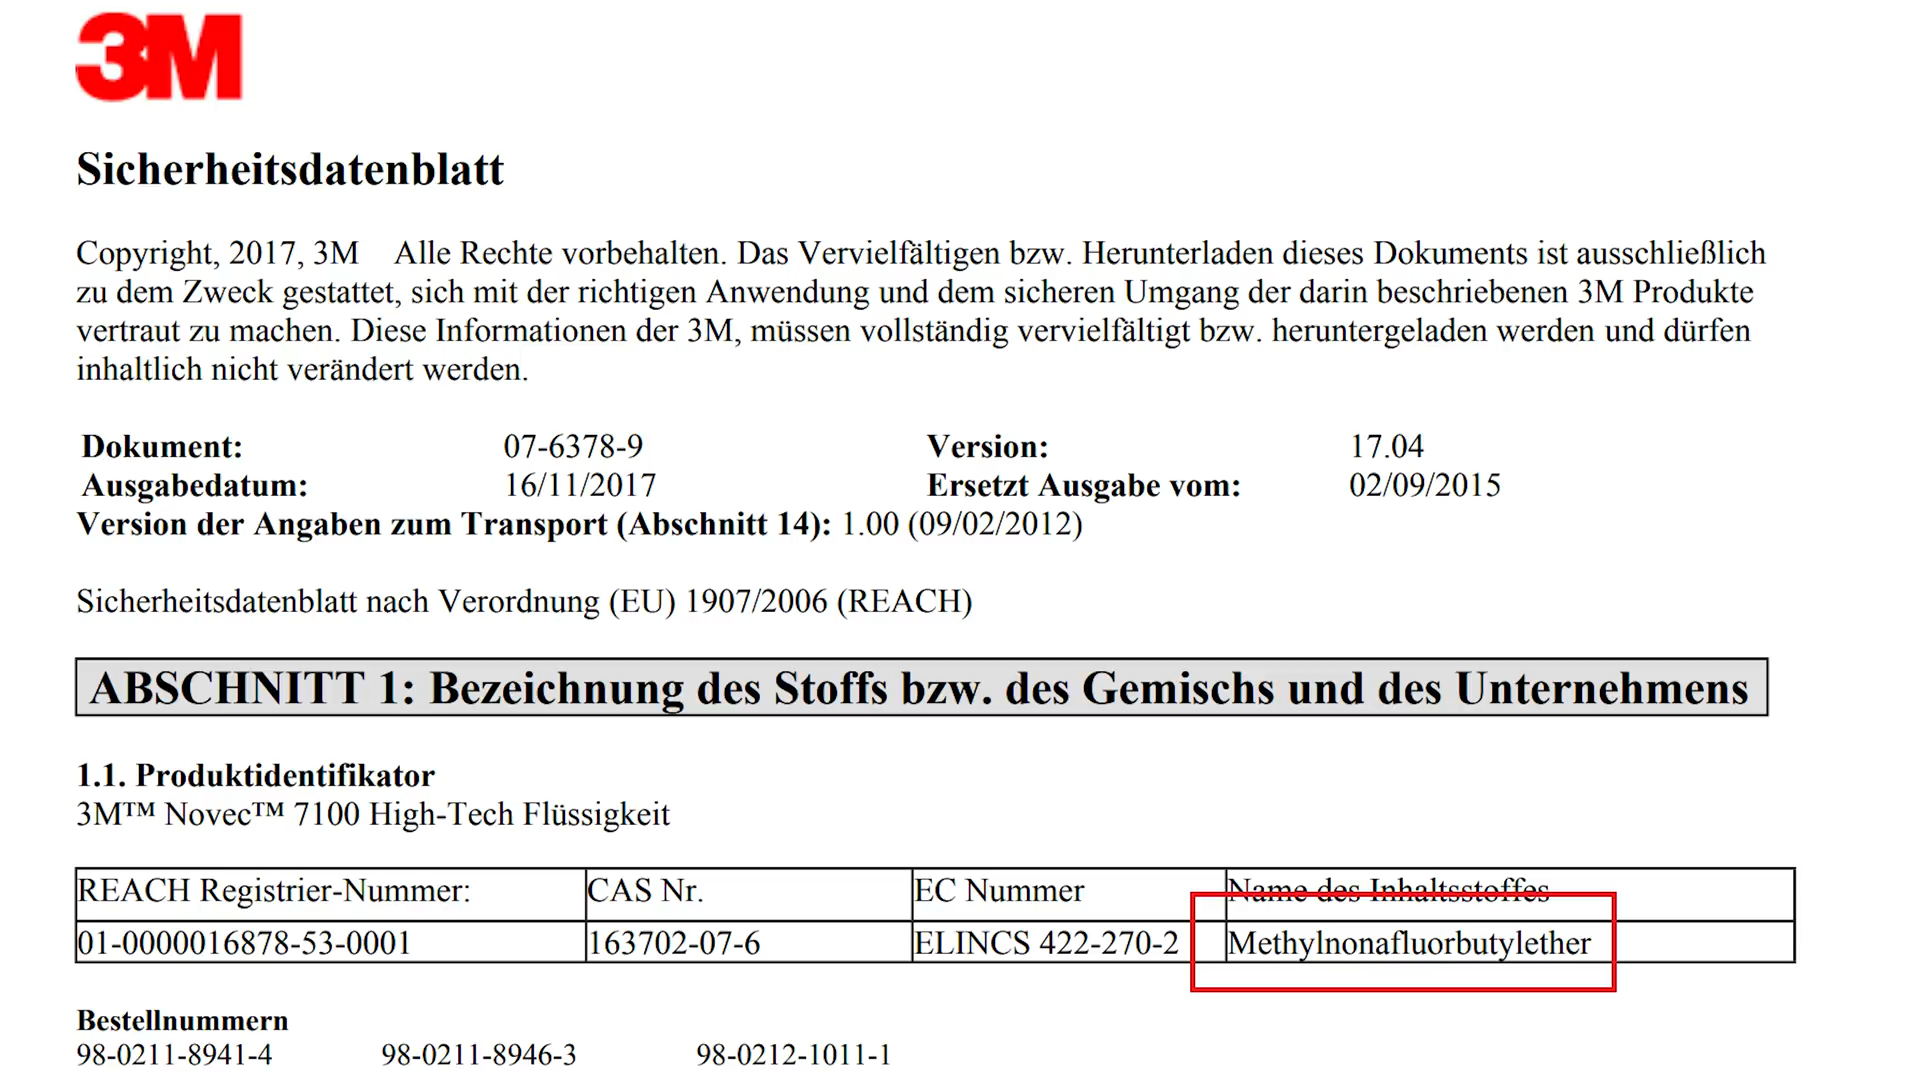 3M
Sicherheitsdatenblatt
Copyright, 2017, 3M Alle Rechte vorbehalten. Das Vervielfältigen bzw. Herunterladen dieses Dokuments ist ausschließlich
zu dem Zweck gestattet, sich mit der richtigen Anwendung und dem sicheren Umgang der darin beschriebenen 3M Produkte
vertraut zu machen. Diese Informationen der 3M, müssen vollständig vervielfältigt bzw. heruntergeladen werden und dürfen
inhaltlich nicht verändert werden.
Dokument: 07-6378-9 Version: 17.04
Ausgabedatum: 16/11/2017 Ersetzt Ausgabe vom: 02/09/2015
Version der Angaben zum Transport (Abschnitt 14): 1.00 (09/02/2012)
Sicherheitsdatenblatt nach Verordnung (EU) 1907/2006 (REACH)
ABSCHNITT 1: Bezeichnung des Stoffs bzw. des Gemischs und des Unternehmens
1.1. Produktidentifikator
3M™ Novec™ 7100 High-Tech Flüssigkeit
REACH Registrier-Nummer: CAS Nr. EC Nummer Name des Inhaltsstoffes
01-0000016878-53-0001 163702-07-6 ELINCS 422-270-2 Methylnonafluorbutylether
Bestellnummern
98-0211-8941-4 98-0211-8946-3 98-0212-1011-1